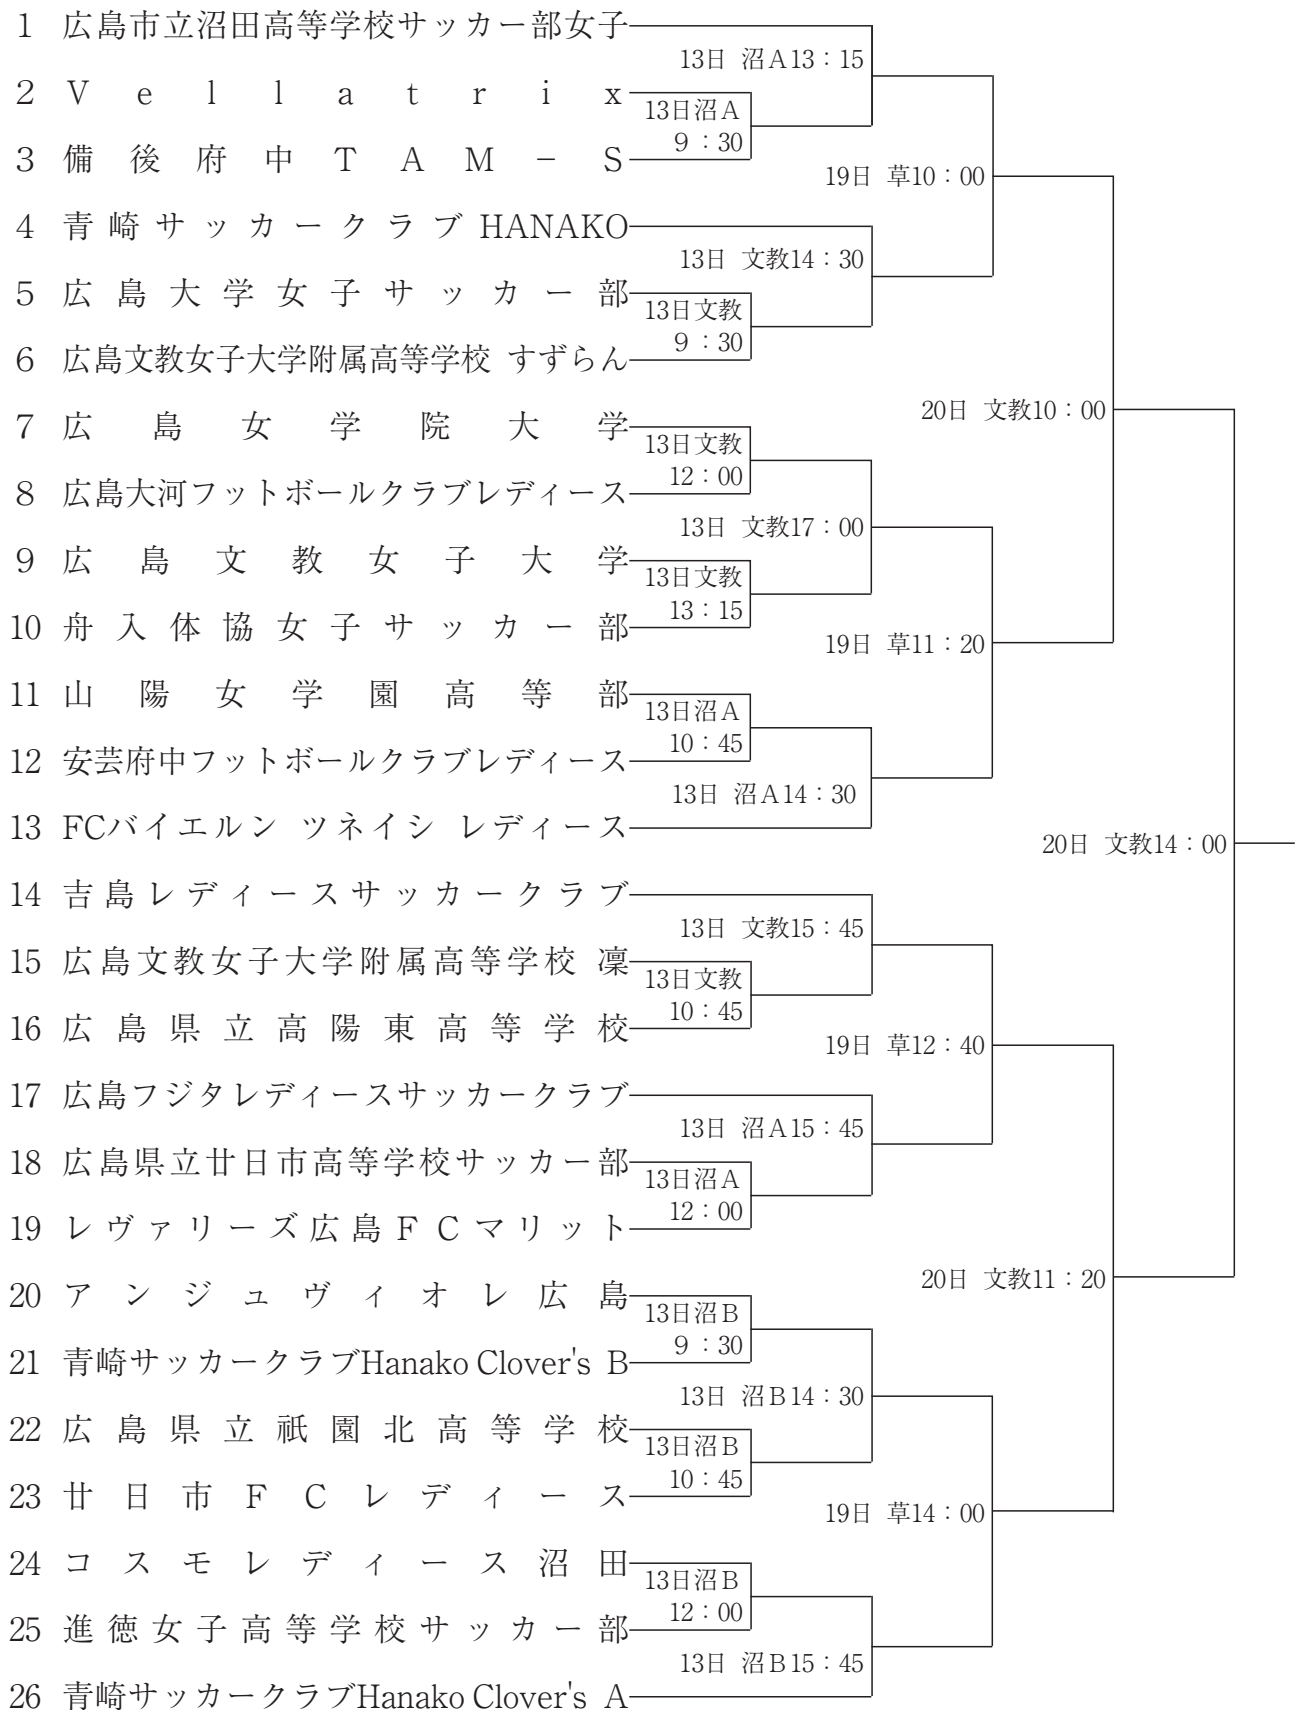 1 広島市立沼田高等学校サッカー部女子
13日 沼A13：15
2 Vellatrix
13日沼A
9：30
3 備後府中TAM－S
19日 草10：00
4 青崎サッカークラブHANAKO
13日 文教14：30
5 広島大学女子サッカー部
13日文教
9：30
6 広島文教女子大学附属高等学校 すずらん
20日 文教10：00
7 広島女学院大学
13日文教
12：00
8 広島大河フットボールクラブレディース
13日 文教17：00
9 広島文教女子大学
13日文教
13：15
10 舟入体協女子サッカー部
19日 草11：20
11 山陽女学園高等部
13日沼A
10：45
12 安芸府中フットボールクラブレディース
13日 沼A14：30
13 FCバイエルン ツネイシ レディース
20日 文教14：00
14 吉島レディースサッカークラブ
13日 文教15：45
15 広島文教女子大学附属高等学校 凜
13日文教
10：45
16 広島県立高陽東高等学校
19日 草12：40
17 広島フジタレディースサッカークラブ
13日 沼A15：45
18 広島県立廿日市高等学校サッカー部
13日沼A
12：00
19 レヴァリーズ広島FCマリット
20日 文教11：20
20 アンジュヴィオレ広島
13日沼B
9：30
21 青崎サッカークラブHanako Clover's B
13日 沼B14：30
22 広島県立祇園北高等学校
13日沼B
10：45
23 廿日市FCレディース
19日 草14：00
24 コスモレディース沼田
13日沼B
12：00
25 進徳女子高等学校サッカー部
13日 沼B15：45
26 青崎サッカークラブHanako Clover's A